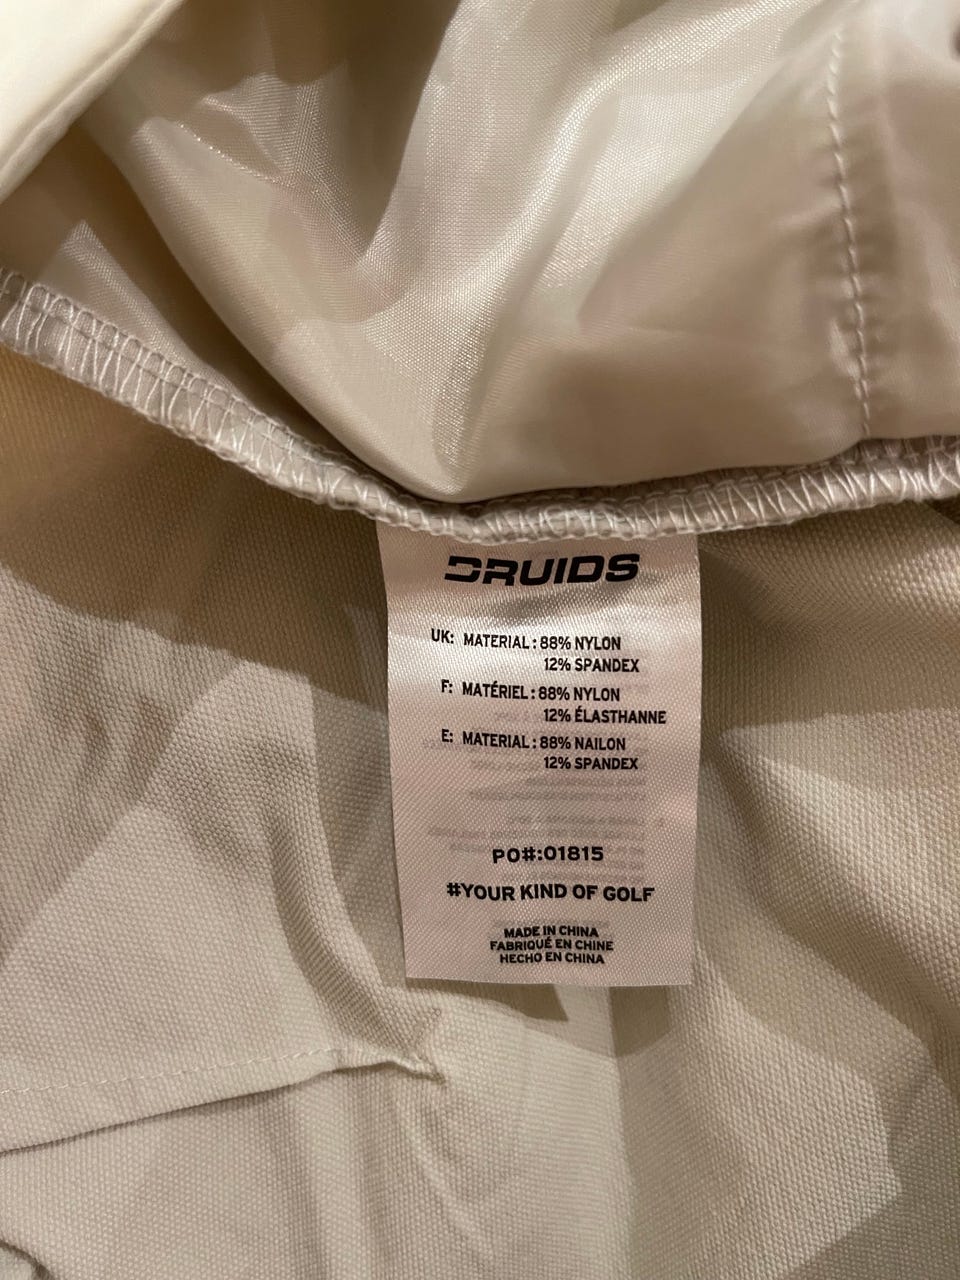 DRUIDS
UK: MATERIAL: 88% NYLON
12% SPANDEX
F: MATÉRIEL: 88% NYLON
12% ÉLASTHANNE
E: MATERIAL: 88% NAILON
12% SPANDEX
PO#:01815
#YOUR KIND OF GOLF
MADE IN CHINA
FABRIQUÉ EN CHINE
HECHO EN CHINA